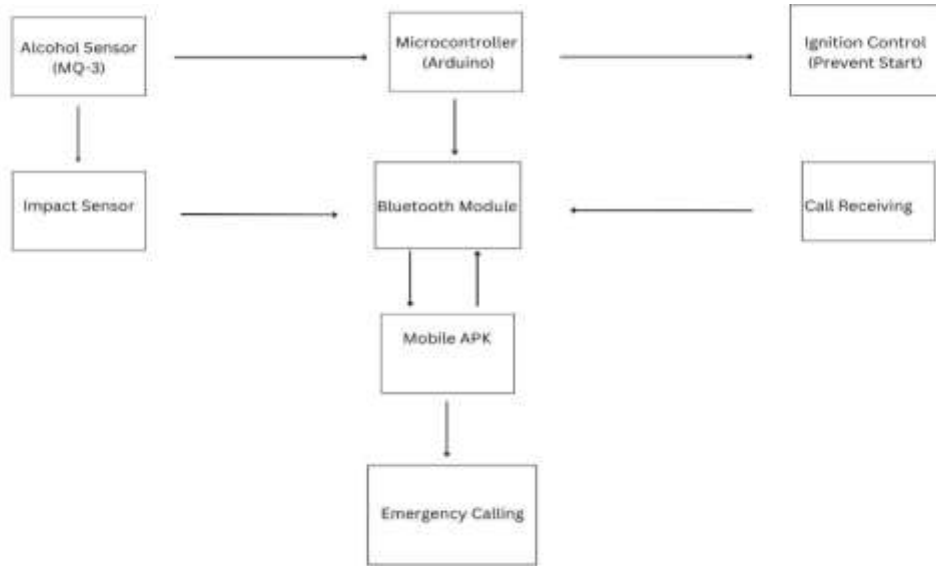 Alcohol Sensor
(MQ-3)
Microcontroller
(Arduino)
Ignition Control
(Prevent Start)
Impact Sensor
Bluetooth Module
Call Receiving
Mobile APK
Emergency Calling